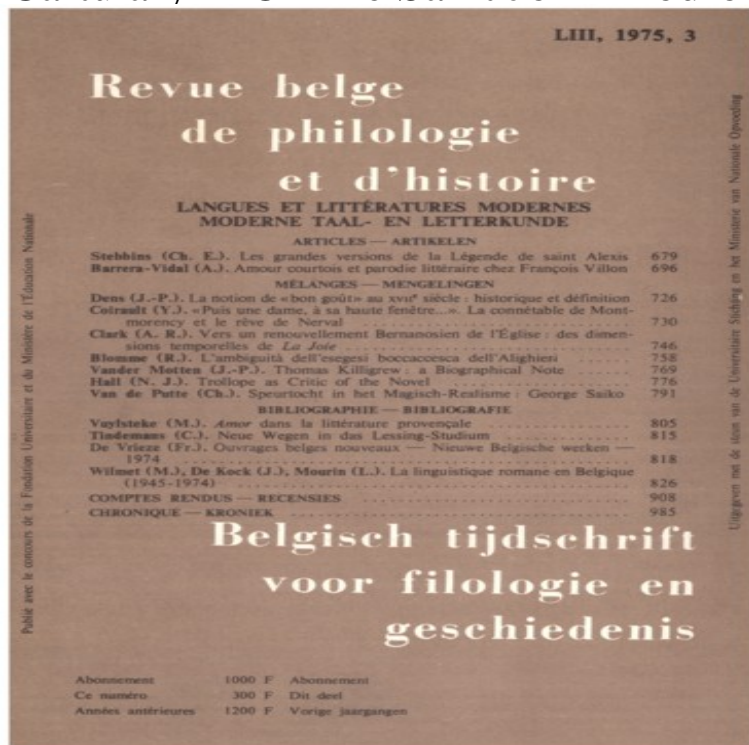 LIII, 1975, 3
Revue belge
de philologie
et d'histoire
LANGUES ET LITTÉRATURES MODERNES
MODERNE TAAL- EN LETTERKUNDE
ARTICLES — ARTIKELEN
Stebbins (Ch. E.). Les grandes versions de la Légende de saint Alexis 679
Barrera-Vidal (A.). Amour courtois et parodie littéraire chez François Villon 696
MÉLANGES — MENGELINGEN
Dens (J.-P.). La notion de «bon goût» au XVIIe siècle : historique et définition 726
Coirault (Y.). «Puis une dame, à sa haute fenêtre...». La connétable de Mont-
morency et le rêve de Nerval 730
Clark (A. R.). Vers un renouvellement Bernanosien de l'Église : des dimen-
sions temporelles de La Joie 746
Blomme (R.). L'ambiguità dell'esegesi boccaccesca dell'Alighieri 758
Vander Motten (J.-P.). Thomas Killigrew : a Biographical Note 769
Hall (N. J.). Trollope as Critic of the Novel 776
Van de Putte (Ch.). Speurtocht in het Magisch-Realisme : George Saiko 791
BIBLIOGRAPHIE — BIBLIOGRAFIE
Vuylsteke (M.). Amor dans la littérature provençale 805
Tindemans (C.). Neue Wegen in das Lessing-Studium 815
De Vrieze (Fr.). Ouvrages belges nouveaux — Nieuwe Belgische werken —
1974 818
Wilmet (M.), De Kock (J.), Mourin (L.). La linguistique romane en Belgique
(1945-1974) 826
COMPTES RENDUS — RECENSIES 908
CHRONIQUE — KRONIEK 985
Belgisch tijdschrift
voor filologie en
geschiedenis
Abonnement 1000 F Abonnement
Ce numéro 300 F Dit deel
Années antérieures 1200 F Vorige jaargangen
Publié avec le concours de la Fondation Universitaire et du Ministère de l'Éducation Nationale
Uitgegeven met de steun van de Universitaire Stichting en het Ministerie van Nationale Opvoeding